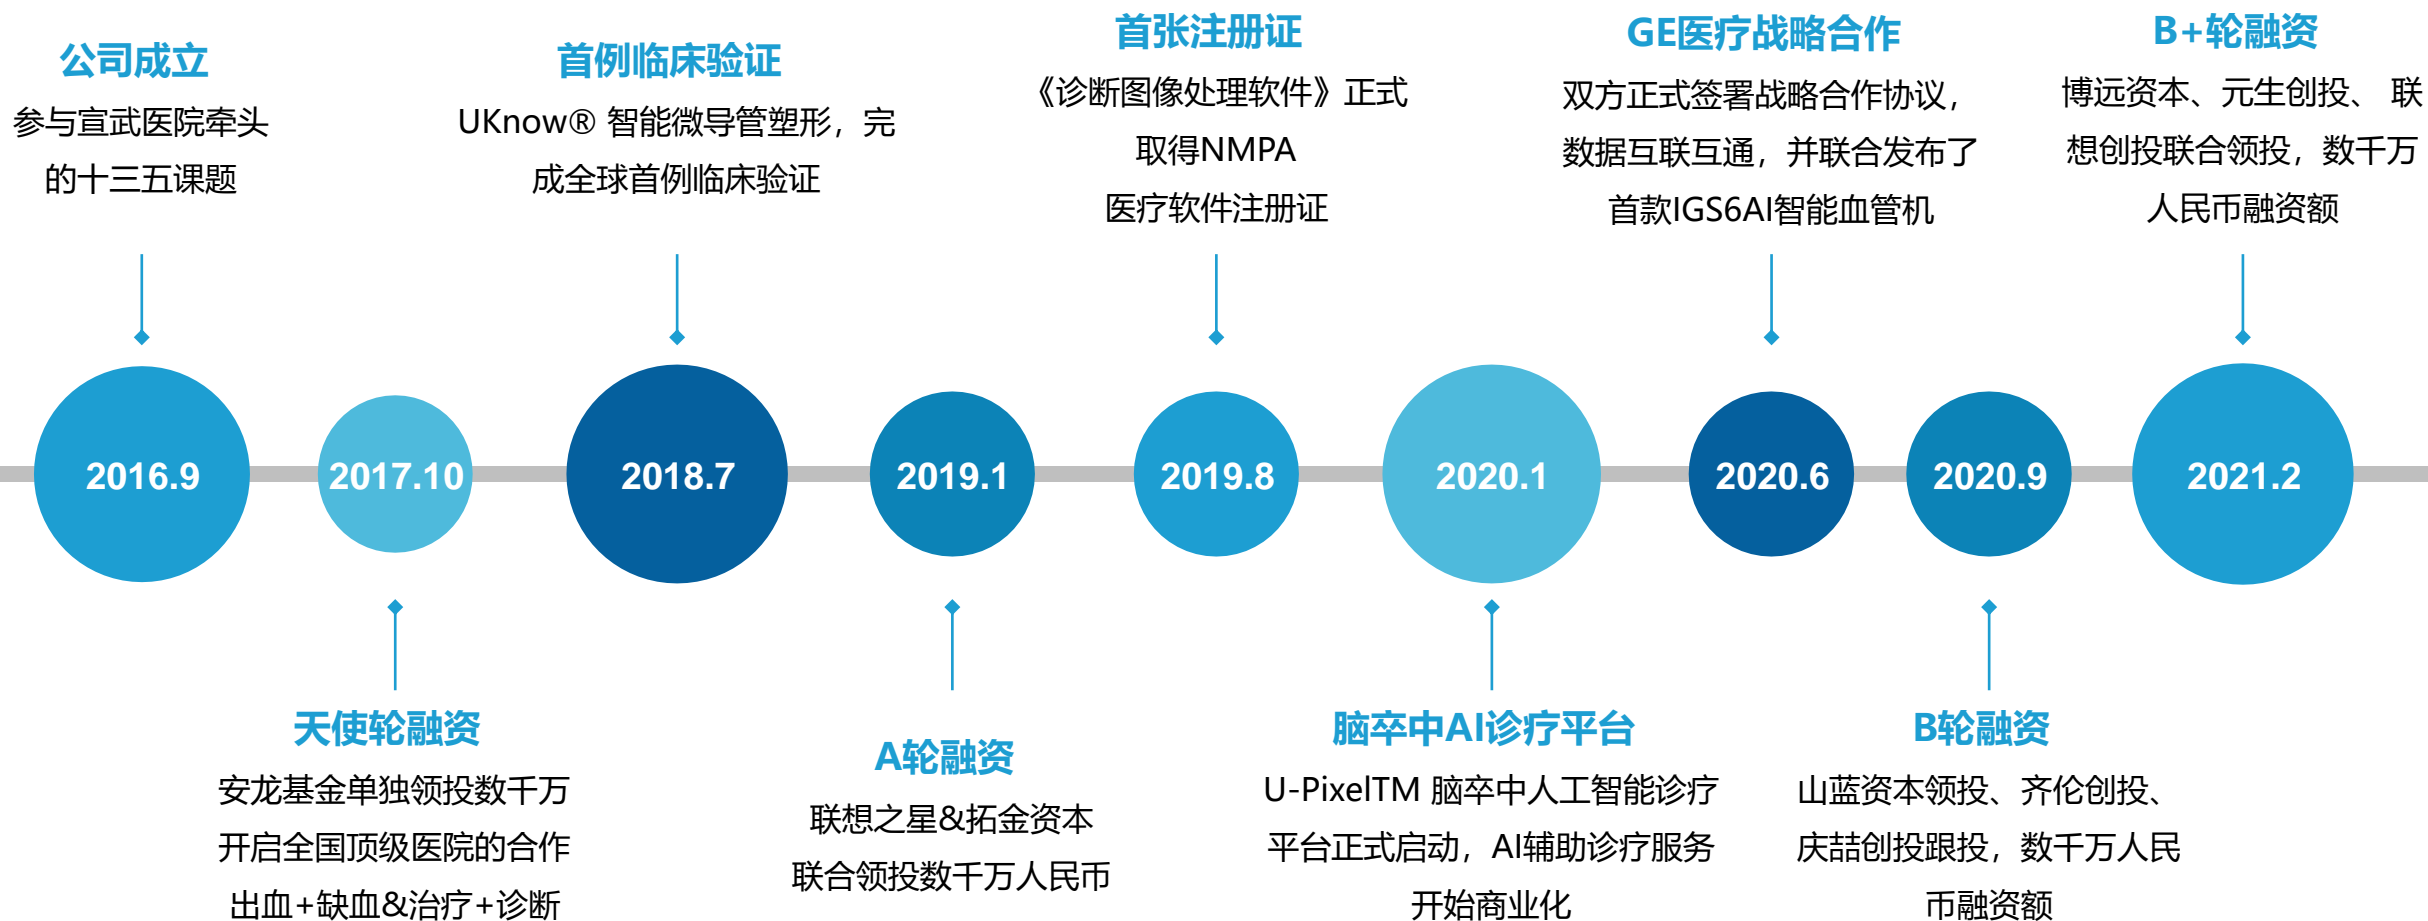 公司成立
参与宣武医院牵头
的十三五课题
首例临床验证
UKnow® 智能微导管塑形，完
成全球首例临床验证
首张注册证
《诊断图像处理软件》正式
取得NMPA
医疗软件注册证
GE医疗战略合作
双方正式签署战略合作协议，
数据互联互通，并联合发布了
首款IGS6AI智能血管机
B+轮融资
博远资本、元生创投、 联
想创投联合领投，数千万
人民币融资额
2016.9
2017.10
2018.7
2019.1
2019.8
2020.1
2020.6
2020.9
2021.2
天使轮融资
安龙基金单独领投数千万
开启全国顶级医院的合作
出血+缺血&治疗+诊断
A轮融资
联想之星&拓金资本
联合领投数千万人民币
脑卒中AI诊疗平台
U-PixelTM 脑卒中人工智能诊疗
平台正式启动，AI辅助诊疗服务
开始商业化
B轮融资
山蓝资本领投、齐伦创投、
庆喆创投跟投，数千万人民
币融资额